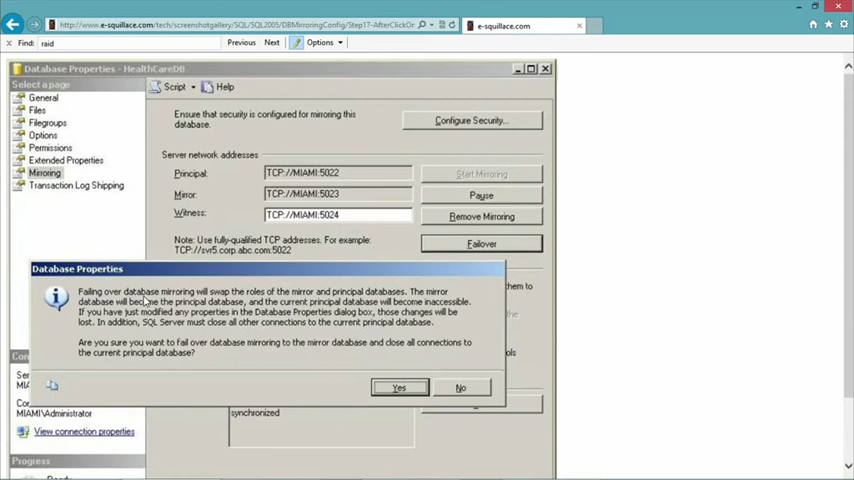 http://www.e-squillace.com/tech/screenshotgallery/SQL/SQL2005/DBMirroringConfig/Step17-AfterClickOn
e-squillace.com
Find: raid
Previous Next Options
Database Properties - HealthCareDB
Select a page
General
Files
Filegroups
Options
Permissions
Extended Properties
Mirroring
Transaction Log Shipping
Script Help
Ensure that security is configured for mirroring this
database.
Configure Security...
Server network addresses
Principal: TCP://MIAMI:5022 Start Mirroring
Mirror: TCP://MIAMI:5023 Pause
Witness: TCP://MIAMI:5024 Remove Mirroring
Note: Use fully-qualified TCP addresses. For example:
TCP://svr5.corp.abc.com:5022
Failover
Database Properties
Failing over database mirroring will swap the roles of the mirror and principal databases. The mirror
database will become the principal database, and the current principal database will become inaccessible.
If you have just modified any properties in the Database Properties dialog box, those changes will be
lost. In addition, SQL Server must close all other connections to the current principal database.
Are you sure you want to fail over database mirroring to the mirror database and close all connections to
the current principal database?
Yes No
em to
MIAMI\Administrator
View connection properties
synchronized
Progress